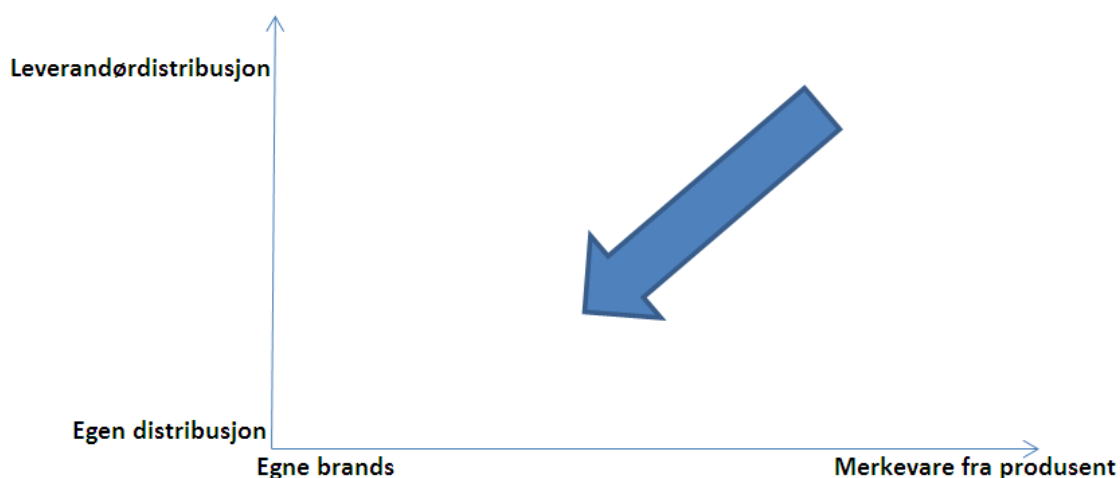 Leverandørdistribusjon
Egen distribusjon
Egne brands
Merkevare fra produsent